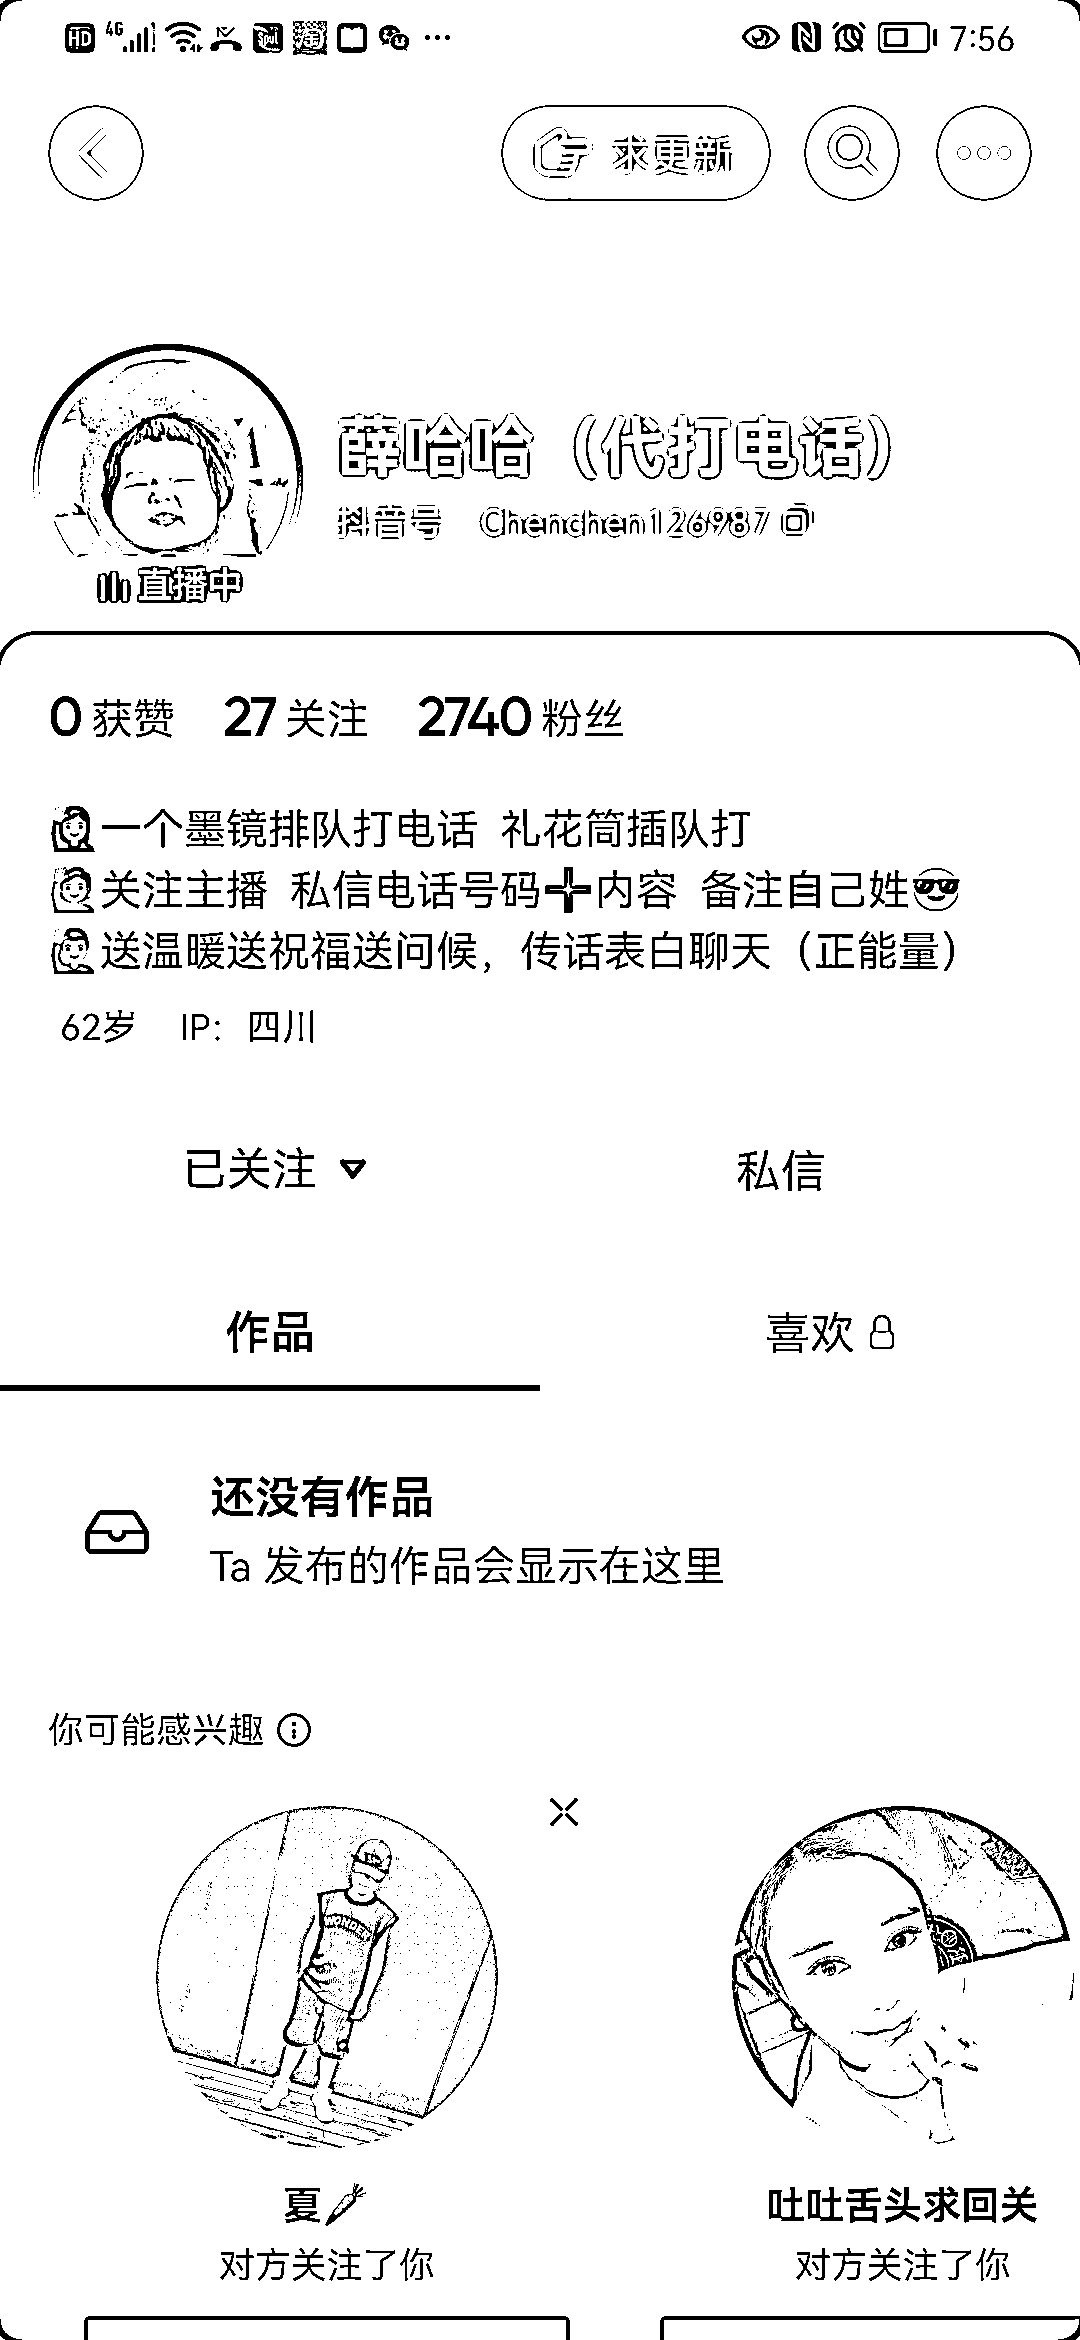 HD 4G 7:56
求更新
薛哈哈（代打电话）
抖音号 Chenchen126987
直播中
0 获赞 27 关注 2740 粉丝
一个墨镜排队打电话 礼花筒插队打
关注主播 私信电话号码➕内容 备注自己姓😎
送温暖送祝福送问候，传话表白聊天（正能量）
62岁 IP：四川
已关注 私信
作品 喜欢
还没有作品
Ta 发布的作品会显示在这里
你可能感兴趣
WONDER
夏🥕 吐吐舌头求回关
对方关注了你 对方关注了你